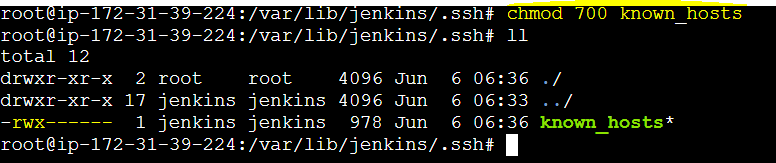 root@ip-172-31-39-224:/var/lib/jenkins/.ssh# chmod 700 known_hosts
root@ip-172-31-39-224:/var/lib/jenkins/.ssh# ll
total 12
drwxr-xr-x  2 root    root    4096 Jun  6 06:36 ./
drwxr-xr-x 17 jenkins jenkins 4096 Jun  6 06:33 ../
-rwx------  1 jenkins jenkins  978 Jun  6 06:36 known_hosts*
root@ip-172-31-39-224:/var/lib/jenkins/.ssh#